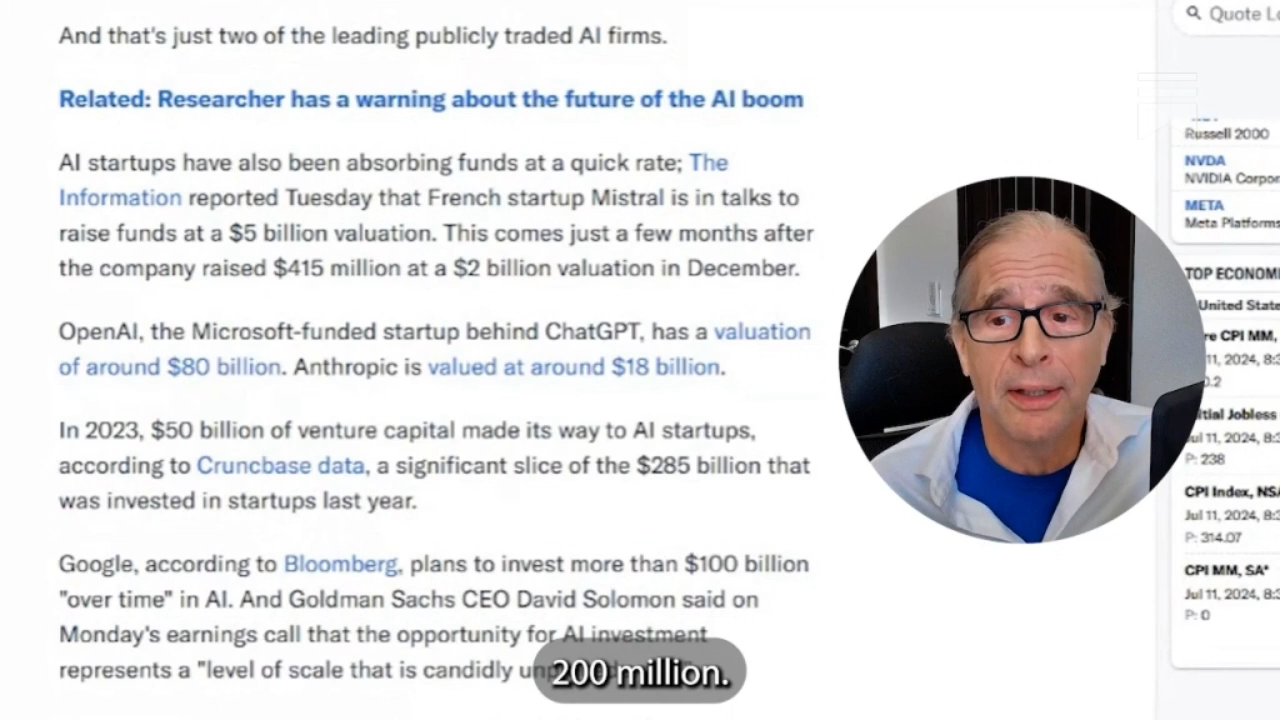 And that's just two of the leading publicly traded AI firms.
Related: Researcher has a warning about the future of the AI boom
AI startups have also been absorbing funds at a quick rate; The
Information reported Tuesday that French startup Mistral is in talks to
raise funds at a $5 billion valuation. This comes just a few months after
the company raised $415 million at a $2 billion valuation in December.
OpenAI, the Microsoft-funded startup behind ChatGPT, has a valuation
of around $80 billion. Anthropic is valued at around $18 billion.
In 2023, $50 billion of venture capital made its way to AI startups,
according to Cruncbase data, a significant slice of the $285 billion that
was invested in startups last year.
Google, according to Bloomberg, plans to invest more than $100 billion
"over time" in AI. And Goldman Sachs CEO David Solomon said on
Monday's earnings call that the opportunity for AI investment
represents a "level of scale that is candidly
200 million.
Quote
Russell 2000
NVDA
NVIDIA
META
Meta Platforms
TOP
United
CPI MM,
11, 2024,
0.2
Jobless
11, 2024,
P: 238
CPI Index,
Jul 11, 2024,
P: 314.07
CPI MM, SA*
Jul 11, 2024,
P: 0